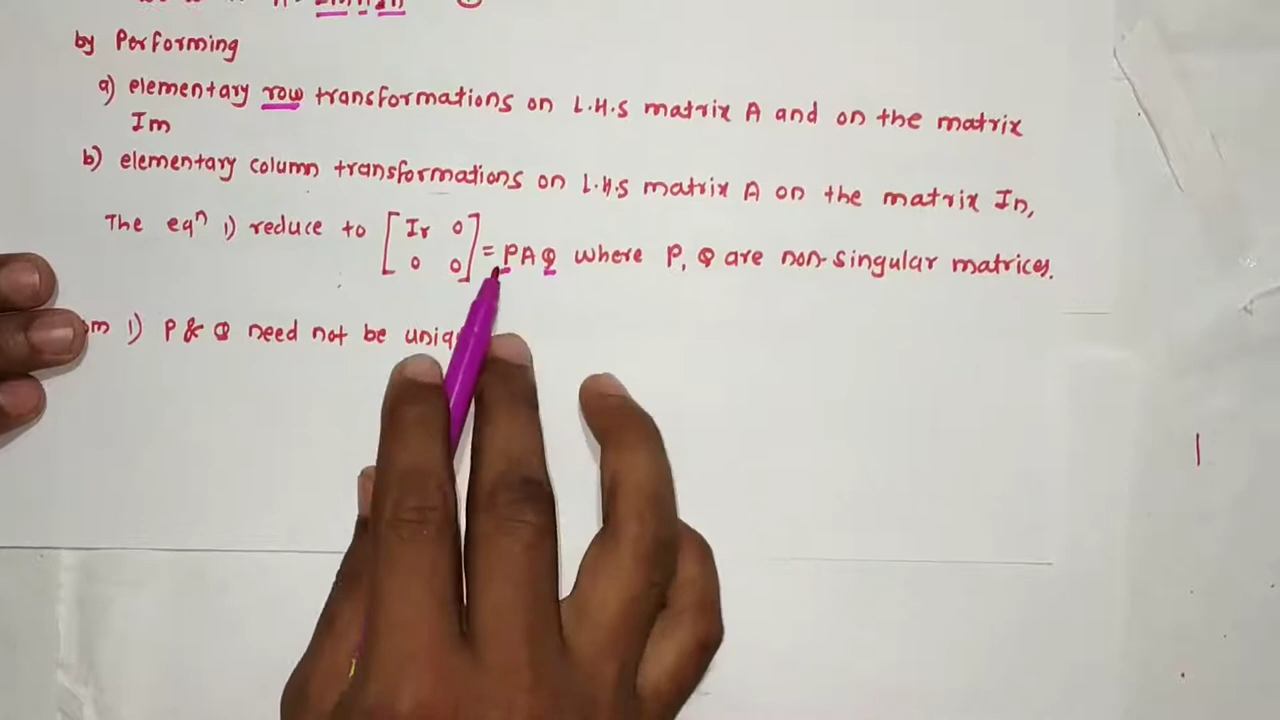 by Performing
a) elementary row transformations on L.H.S matrix A and on the matrix
Im
b) elementary column transformations on L.H.S matrix A on the matrix In,
The eqⁿ 1) reduce to [Ir 0
0 0] = PAQ where P, Q are non-singular matrices.
1) P & Q need not be